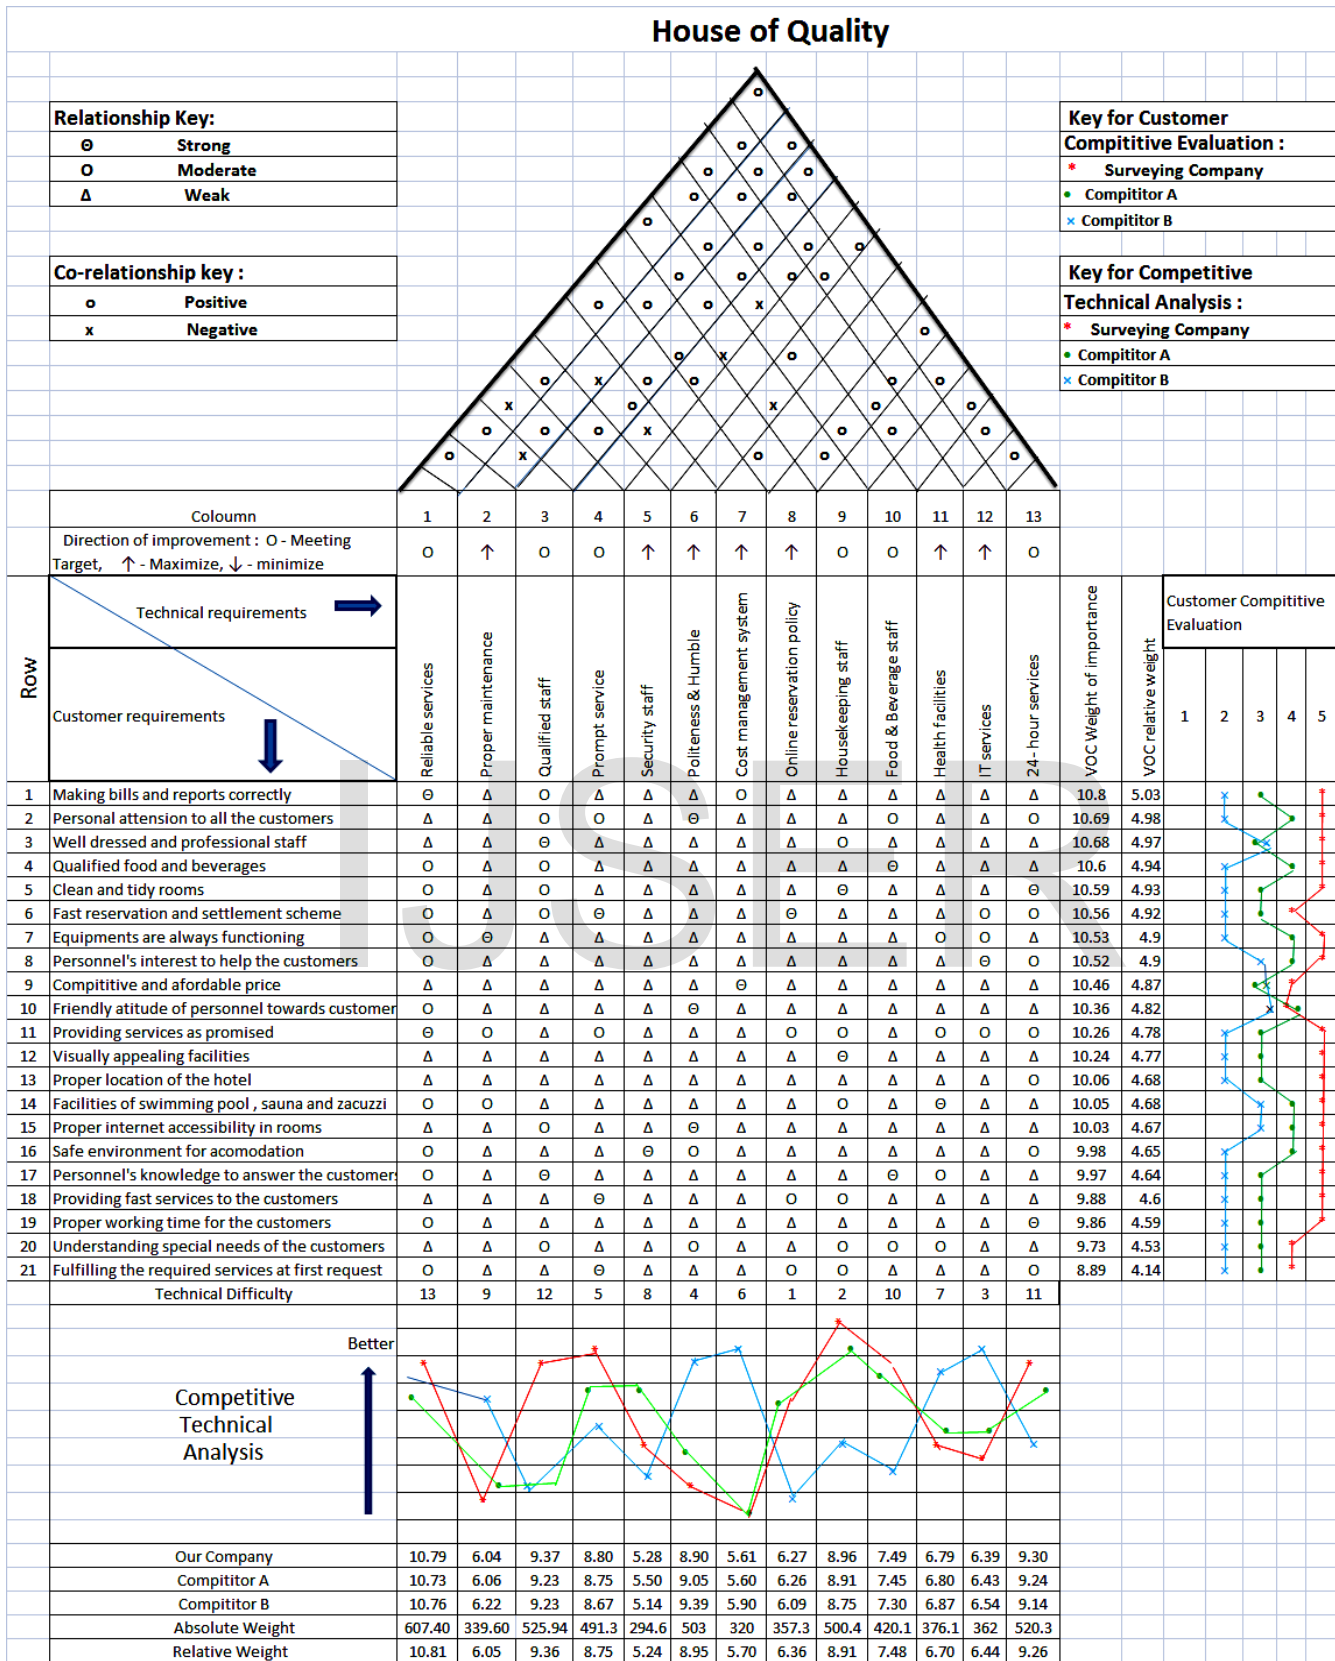 House of Quality
Relationship Key:
Θ Strong
O Moderate
Δ Weak
Co-relationship key :
o Positive
x Negative
Key for Customer
Compititive Evaluation :
* Surveying Company
• Compititor A
× Compititor B
Key for Competitive
Technical Analysis :
* Surveying Company
• Compititor A
× Compititor B
Coloumn 1 2 3 4 5 6 7 8 9 10 11 12 13
Direction of improvement : O - Meeting
Target, ↑ - Maximize, ↓ - minimize
O ↑ O O ↑ ↑ ↑ ↑ O O ↑ ↑ O
Row
Technical requirements
Customer requirements
Reliable services
Proper maintenance
Qualified staff
Prompt service
Security staff
Politeness & Humble
Cost management system
Online reservation policy
Housekeeping staff
Food & Beverage staff
Health facilities
IT services
24- hour services
VOC Weight of importance
VOC relative weight
Customer Compititive
Evaluation
1 2 3 4 5
1 Making bills and reports correctly Θ Δ O Δ Δ Δ O Δ Δ Δ Δ Δ Δ 10.8 5.03
2 Personal attension to all the customers Δ Δ O O Δ Θ Δ Δ Δ O Δ Δ O 10.69 4.98
3 Well dressed and professional staff Δ Δ Θ Δ Δ Δ Δ Δ O Δ Δ Δ Δ 10.68 4.97
4 Qualified food and beverages O Δ O Δ Δ Δ Δ Δ Δ Θ Δ Δ Δ 10.6 4.94
5 Clean and tidy rooms O Δ O Δ Δ Δ Δ Δ Θ Δ Δ Δ Θ 10.59 4.93
6 Fast reservation and settlement scheme O Δ O Θ Δ Δ Δ Θ Δ Δ Δ O O 10.56 4.92
7 Equipments are always functioning O Θ Δ Δ Δ Δ Δ Δ Δ Δ O O Δ 10.53 4.9
8 Personnel's interest to help the customers O Δ Δ Δ Δ Δ Δ Δ Δ Δ Δ Θ O 10.52 4.9
9 Compititive and afordable price Δ Δ Δ Δ Δ Δ Θ Δ Δ Δ Δ Δ Δ 10.46 4.87
10 Friendly atitude of personnel towards customer O Δ Δ Δ Δ Θ Δ Δ Δ Δ Δ Δ Δ 10.36 4.82
11 Providing services as promised Θ O Δ O Δ Δ Δ O O Δ O O O 10.26 4.78
12 Visually appealing facilities Δ Δ Δ Δ Δ Δ Δ Δ Θ Δ Δ Δ Δ 10.24 4.77
13 Proper location of the hotel Δ Δ Δ Δ Δ Δ Δ Δ Δ Δ Δ Δ O 10.06 4.68
14 Facilities of swimming pool , sauna and zacuzzi O O Δ Δ Δ Δ Δ Δ O Δ Θ Δ Δ 10.05 4.68
15 Proper internet accessibility in rooms Δ Δ O Δ Δ Θ Δ Δ Δ Δ Δ Δ Δ 10.03 4.67
16 Safe environment for acomodation O Δ Δ Δ Θ O Δ Δ Δ Δ Δ Δ O 9.98 4.65
17 Personnel's knowledge to answer the customers O Δ Θ Δ Δ Δ Δ Δ Δ Θ O Δ Δ 9.97 4.64
18 Providing fast services to the customers Δ Δ Δ Θ Δ Δ Δ O O Δ Δ Δ Δ 9.88 4.6
19 Proper working time for the customers O Δ Δ Δ Δ Δ Δ Δ Δ Δ Δ Δ Θ 9.86 4.59
20 Understanding special needs of the customers Δ Δ O Δ Δ O Δ Δ O O O Δ Δ 9.73 4.53
21 Fulfilling the required services at first request O Δ Δ Θ Δ Δ Δ O O Δ Δ Δ O 8.89 4.14
Technical Difficulty 13 9 12 5 8 4 6 1 2 10 7 3 11
Better
Competitive
Technical
Analysis
Our Company 10.79 6.04 9.37 8.80 5.28 8.90 5.61 6.27 8.96 7.49 6.79 6.39 9.30
Compititor A 10.73 6.06 9.23 8.75 5.50 9.05 5.60 6.26 8.91 7.45 6.80 6.43 9.24
Compititor B 10.76 6.22 9.23 8.67 5.14 9.39 5.90 6.09 8.75 7.30 6.87 6.54 9.14
Absolute Weight 607.40 339.60 525.94 491.3 294.6 503 320 357.3 500.4 420.1 376.1 362 520.3
Relative Weight 10.81 6.05 9.36 8.75 5.24 8.95 5.70 6.36 8.91 7.48 6.70 6.44 9.26
IJSER